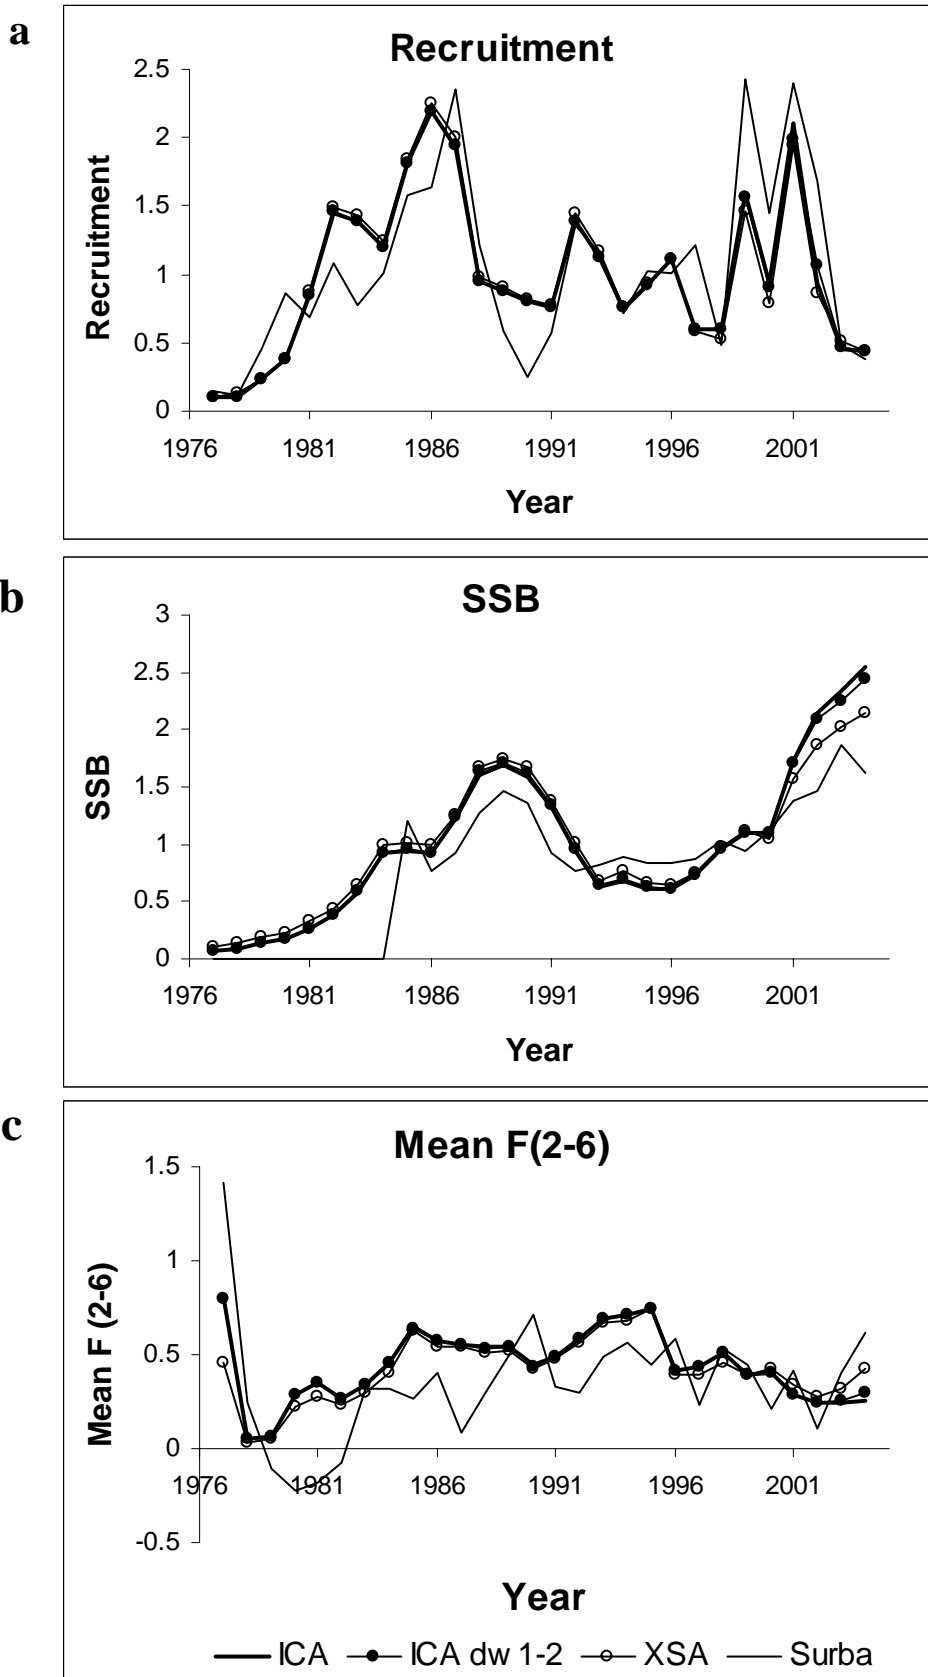 a
Recruitment
2.5
2
1.5
1
0.5
0
Recruitment
1976 1981 1986 1991 1996 2001
Year
b
SSB
3
2.5
2
1.5
1
0.5
0
SSB
1976 1981 1986 1991 1996 2001
Year
c
Mean F(2-6)
1.5
1
0.5
0
-0.5
Mean F (2-6)
1976 1981 1986 1991 1996 2001
Year
ICA ICA dw 1-2 XSA Surba